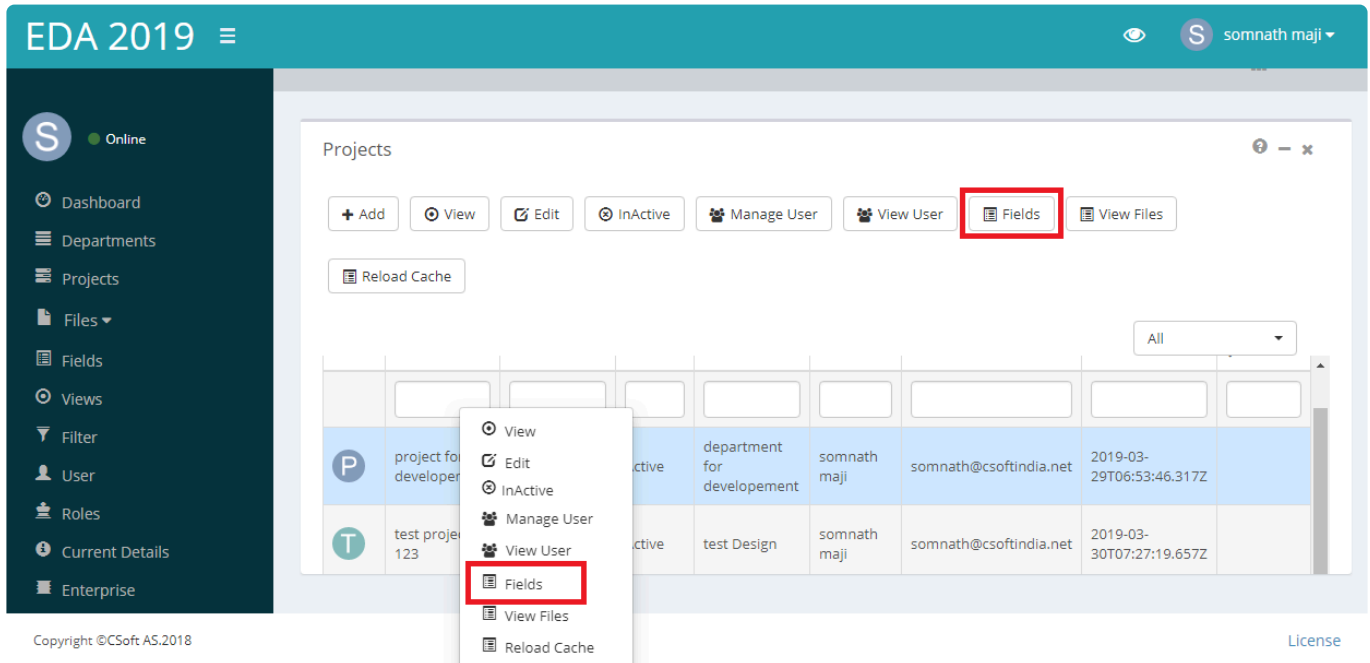 EDA 2019
S somnath maji
S Online
Dashboard
Departments
Projects
Files
Fields
Views
Filter
User
Roles
Current Details
Enterprise
Projects
Add View Edit InActive Manage User View User Fields View Files
Reload Cache
All
P project for
developer
ctive
department
for
developement
somnath
maji
somnath@csoftindia.net
2019-03-
29T06:53:46.317Z
T test proje
123
ctive
test Design
somnath
maji
somnath@csoftindia.net
2019-03-
30T07:27:19.657Z
View
Edit
InActive
Manage User
View User
Fields
View Files
Reload Cache
Copyright ©CSoft AS.2018
License